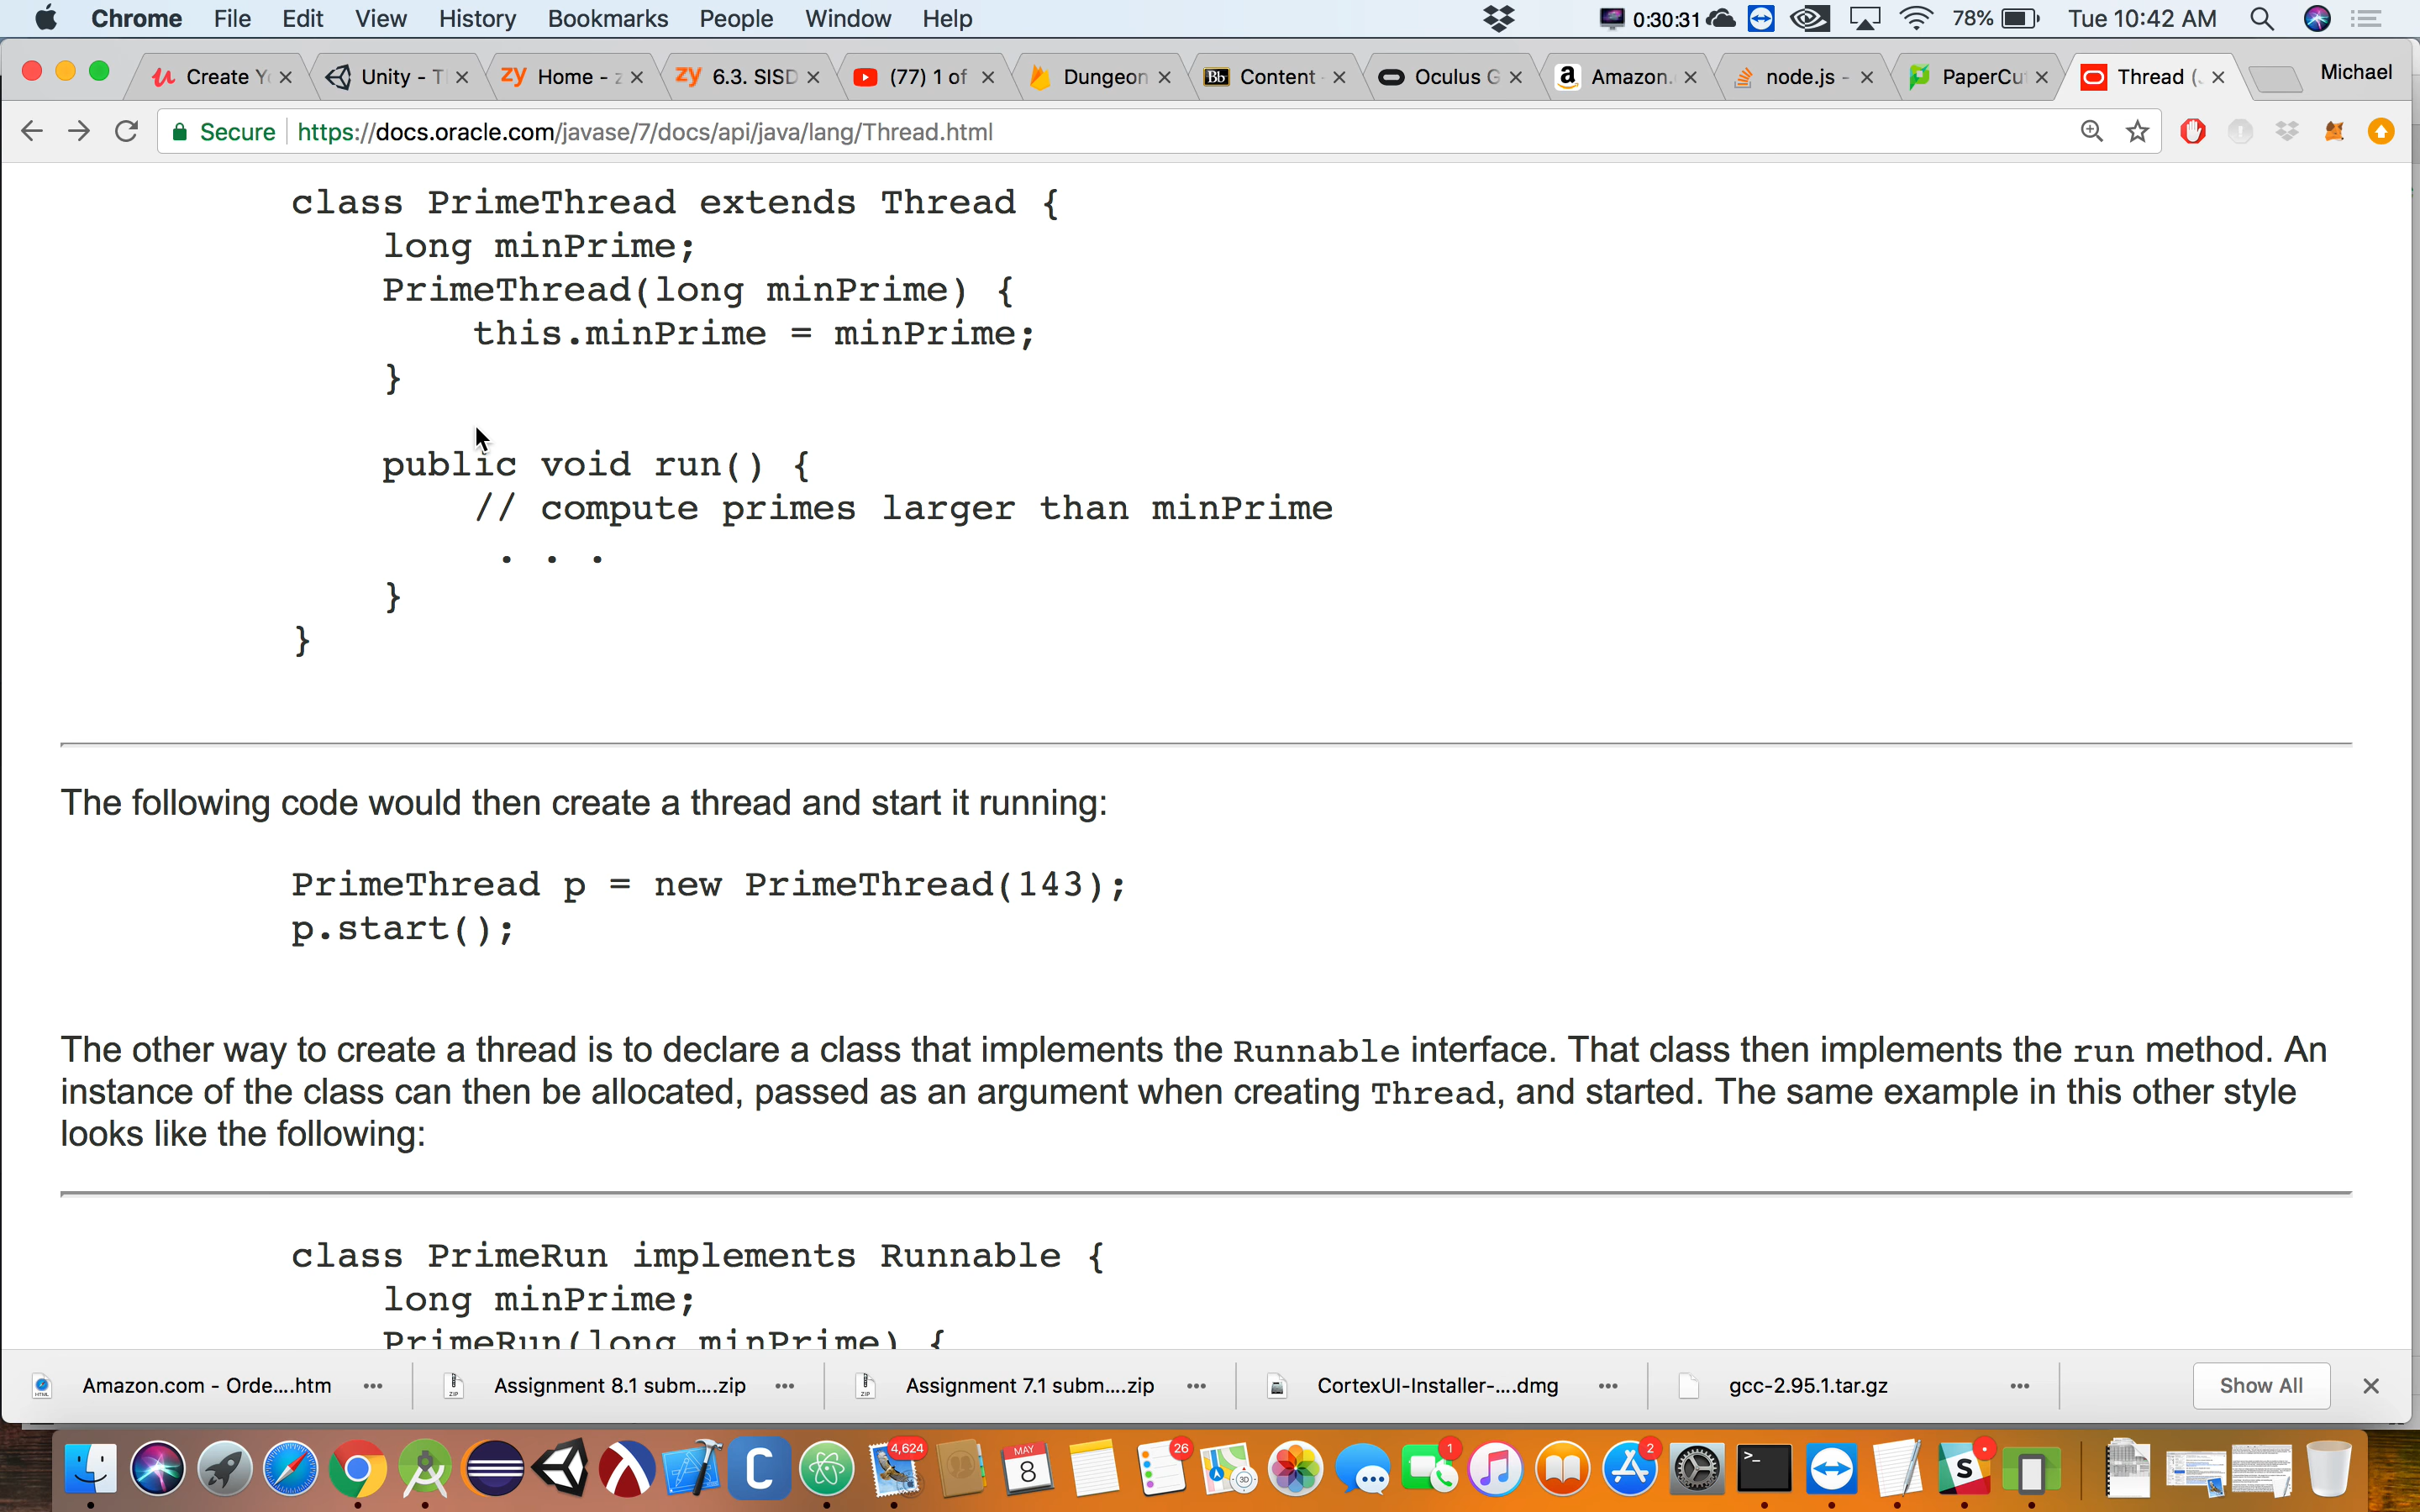 Chrome File Edit View History Bookmarks People Window Help 0:30:31 78% Tue 10:42 AM
Create Y Unity - T Home - z 6.3. SISD (77) 1 of Dungeon Content - Oculus G Amazon. node.js - PaperCu Thread ( Michael
Secure https://docs.oracle.com/javase/7/docs/api/java/lang/Thread.html
class PrimeThread extends Thread {
long minPrime;
PrimeThread(long minPrime) {
this.minPrime = minPrime;
}
public void run() {
// compute primes larger than minPrime
. . .
}
}
The following code would then create a thread and start it running:
PrimeThread p = new PrimeThread(143);
p.start();
The other way to create a thread is to declare a class that implements the Runnable interface. That class then implements the run method. An
instance of the class can then be allocated, passed as an argument when creating Thread, and started. The same example in this other style
looks like the following:
class PrimeRun implements Runnable {
long minPrime;
PrimeRun(long minPrime) {
Amazon.com - Orde....htm Assignment 8.1 subm....zip Assignment 7.1 subm....zip CortexUI-Installer-....dmg gcc-2.95.1.tar.gz Show All
4,624 MAY 8 26 3D 1 2